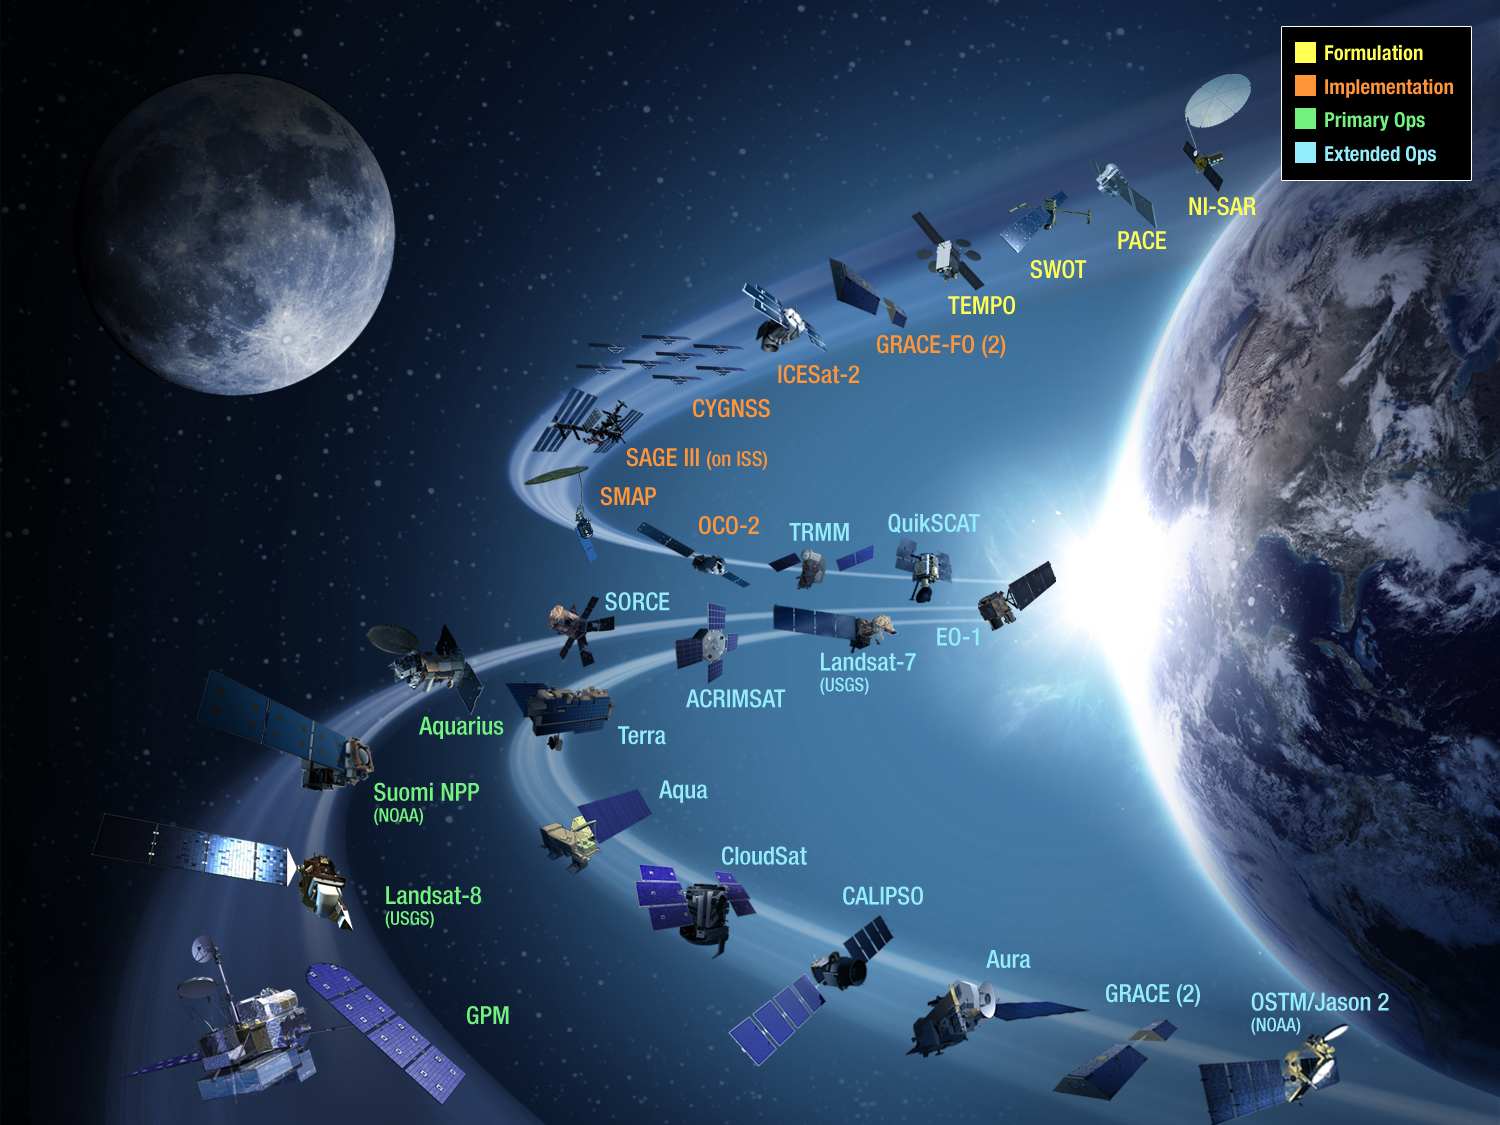 Formulation
Implementation
Primary Ops
Extended Ops
NI-SAR
PACE
SWOT
TEMPO
GRACE-FO (2)
ICESat-2
CYGNSS
SAGE III (on ISS)
SMAP
OCO-2
TRMM
QuikSCAT
EO-1
Landsat-7
(USGS)
SORCE
ACRIMSAT
Terra
Aquarius
Suomi NPP
(NOAA)
Landsat-8
(USGS)
GPM
Aqua
CloudSat
CALIPSO
Aura
GRACE (2)
OSTM/Jason 2
(NOAA)